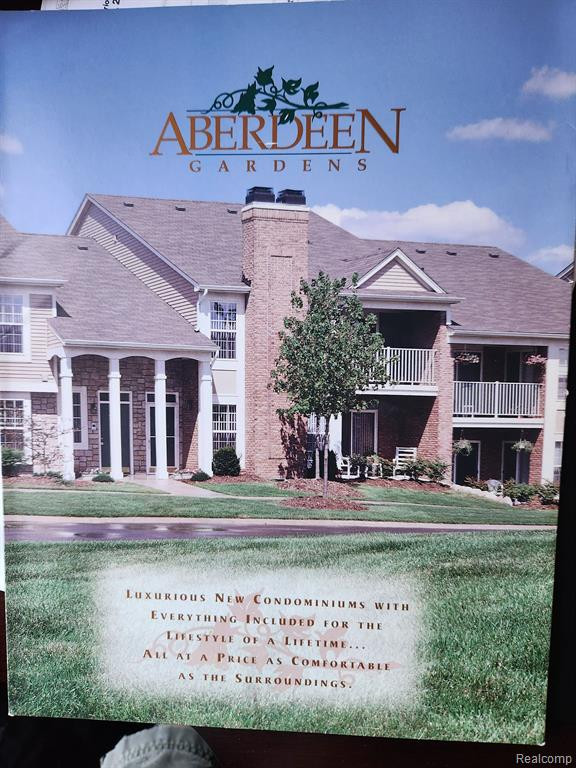 ABERDEEN
GARDENS
LUXURIOUS NEW CONDOMINIUMS WITH
EVERYTHING INCLUDED FOR THE
LIFESTYLE OF A LIFETIME...
ALL AT A PRICE AS COMFORTABLE
AS THE SURROUNDINGS.
Realcomp